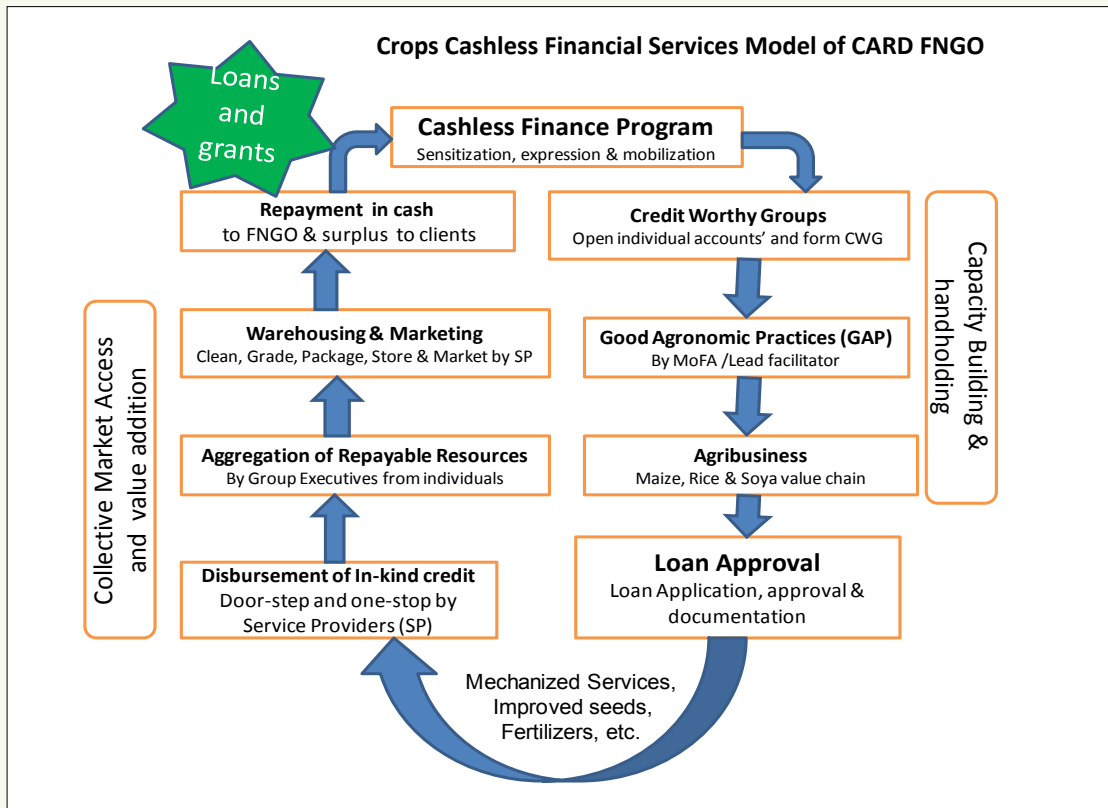 Crops Cashless Financial Services Model of CARD FNGO
Loans
and
grants
Cashless Finance Program
Sensitization, expression & mobilization
Repayment in cash
to FNGO & surplus to clients
Credit Worthy Groups
Open individual accounts' and form CWG
Warehousing & Marketing
Clean, Grade, Package, Store & Market by SP
Good Agronomic Practices (GAP)
By MoFA /Lead facilitator
Aggregation of Repayable Resources
By Group Executives from individuals
Agribusiness
Maize, Rice & Soya value chain
Disbursement of In-kind credit
Door-step and one-stop by
Service Providers (SP)
Loan Approval
Loan Application, approval &
documentation
Collective Market Access
and value addition
Capacity Building &
handholding
Mechanized Services,
Improved seeds,
Fertilizers, etc.